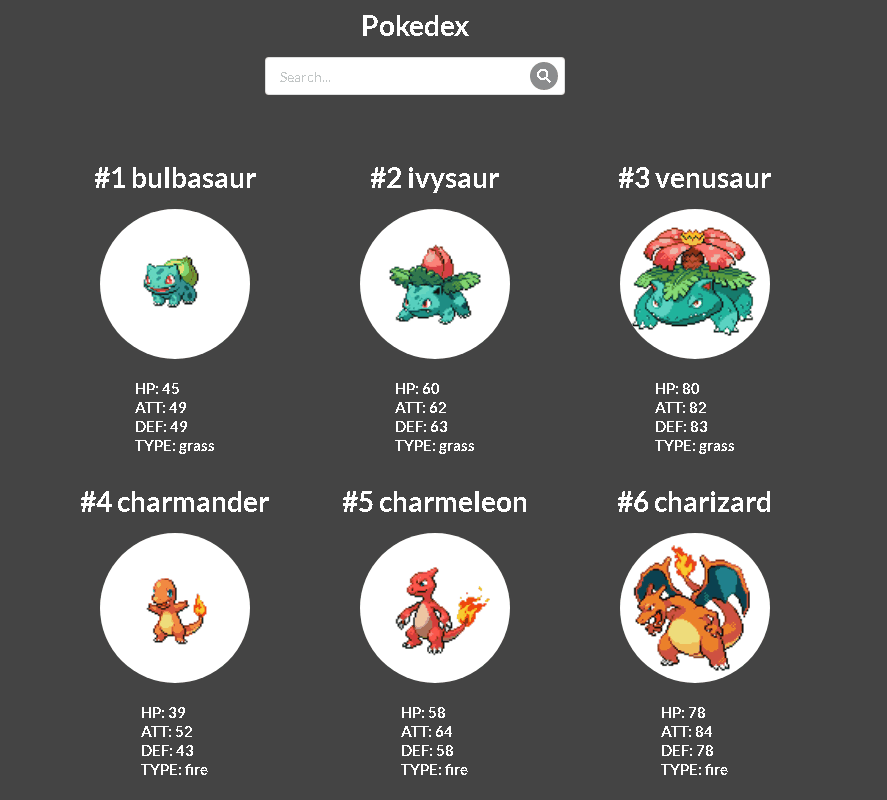 Pokedex
Search...
#1 bulbasaur
#2 ivysaur
#3 venusaur
HP: 45
ATT: 49
DEF: 49
TYPE: grass
HP: 60
ATT: 62
DEF: 63
TYPE: grass
HP: 80
ATT: 82
DEF: 83
TYPE: grass
#4 charmander
#5 charmeleon
#6 charizard
HP: 39
ATT: 52
DEF: 43
TYPE: fire
HP: 58
ATT: 64
DEF: 58
TYPE: fire
HP: 78
ATT: 84
DEF: 78
TYPE: fire